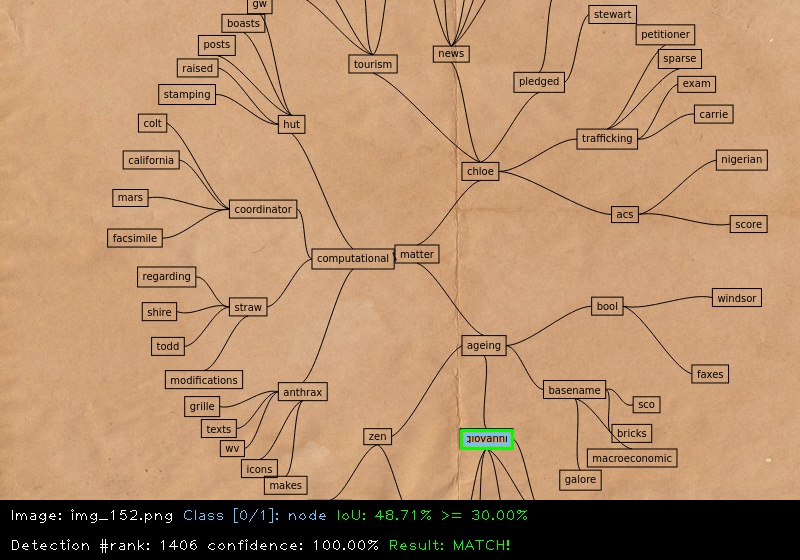 gw
boasts
posts
raised
stamping
hut
tourism
news
pledged
stewart
petitioner
sparse
exam
carrie
trafficking
colt
california
mars
facsimile
coordinator
chloe
nigerian
acs
score
computational
matter
regarding
shire
todd
modifications
straw
windsor
bool
ageing
faxes
basename
sco
bricks
macroeconomic
galore
anthrax
grille
texts
wv
icons
makes
zen
giovanni
Image: img_152.png Class [0/1]: node IoU: 48.71% >= 30.00%
Detection #rank: 1406 confidence: 100.00% Result: MATCH!